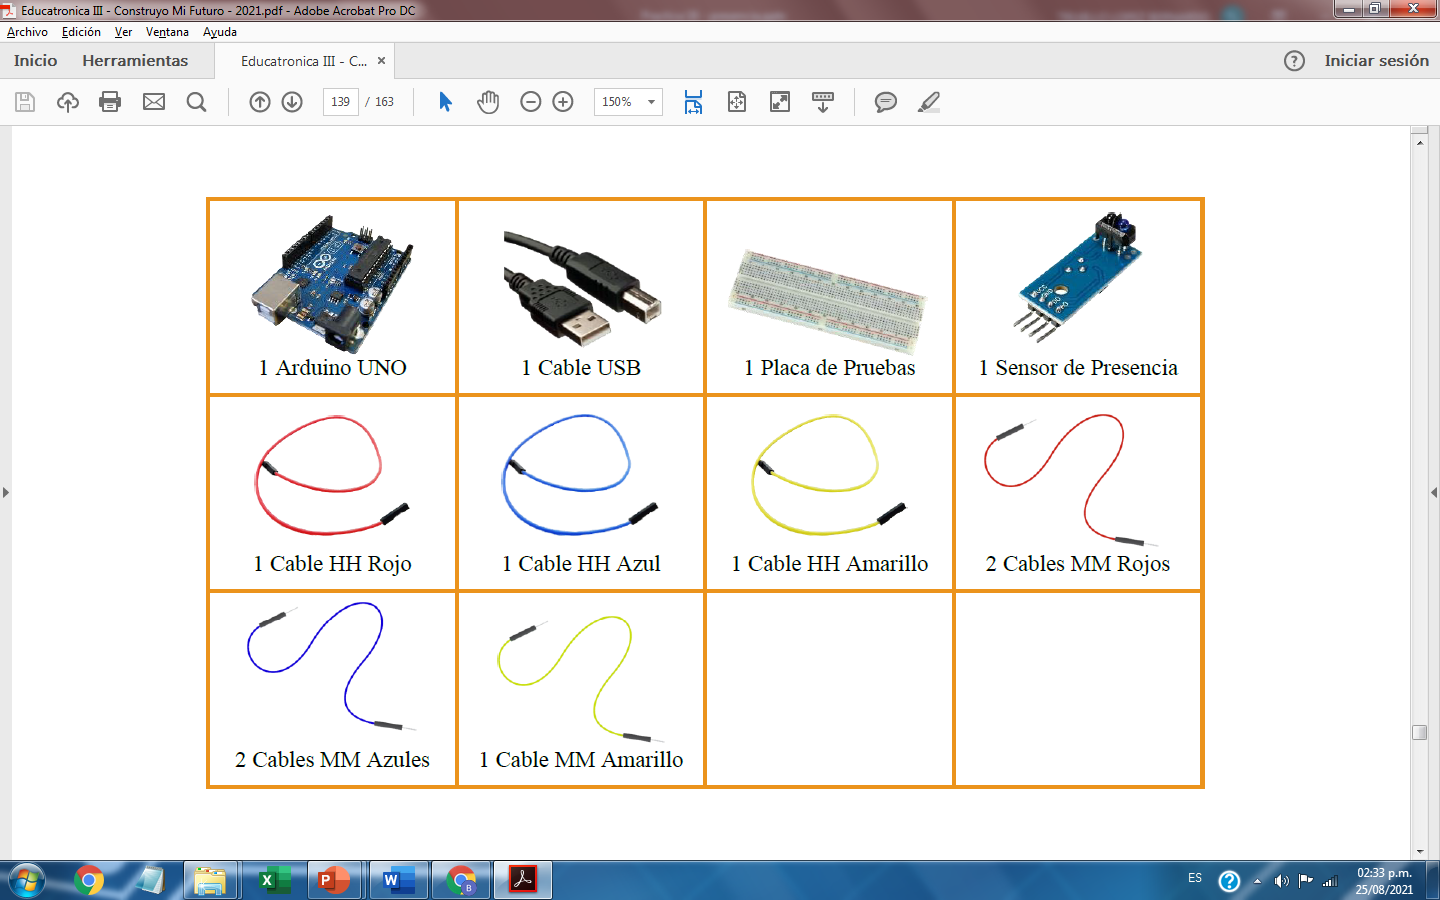 Educatronica III - Construyo Mi Futuro - 2021.pdf - Adobe Acrobat Pro DC
Archivo Edición Ver Ventana Ayuda
Inicio Herramientas Educatronica III - C... × ? Iniciar sesión
139 / 163 150%
1 Arduino UNO 1 Cable USB 1 Placa de Pruebas 1 Sensor de Presencia
1 Cable HH Rojo 1 Cable HH Azul 1 Cable HH Amarillo 2 Cables MM Rojos
2 Cables MM Azules 1 Cable MM Amarillo
ES 02:33 p.m.
25/08/2021